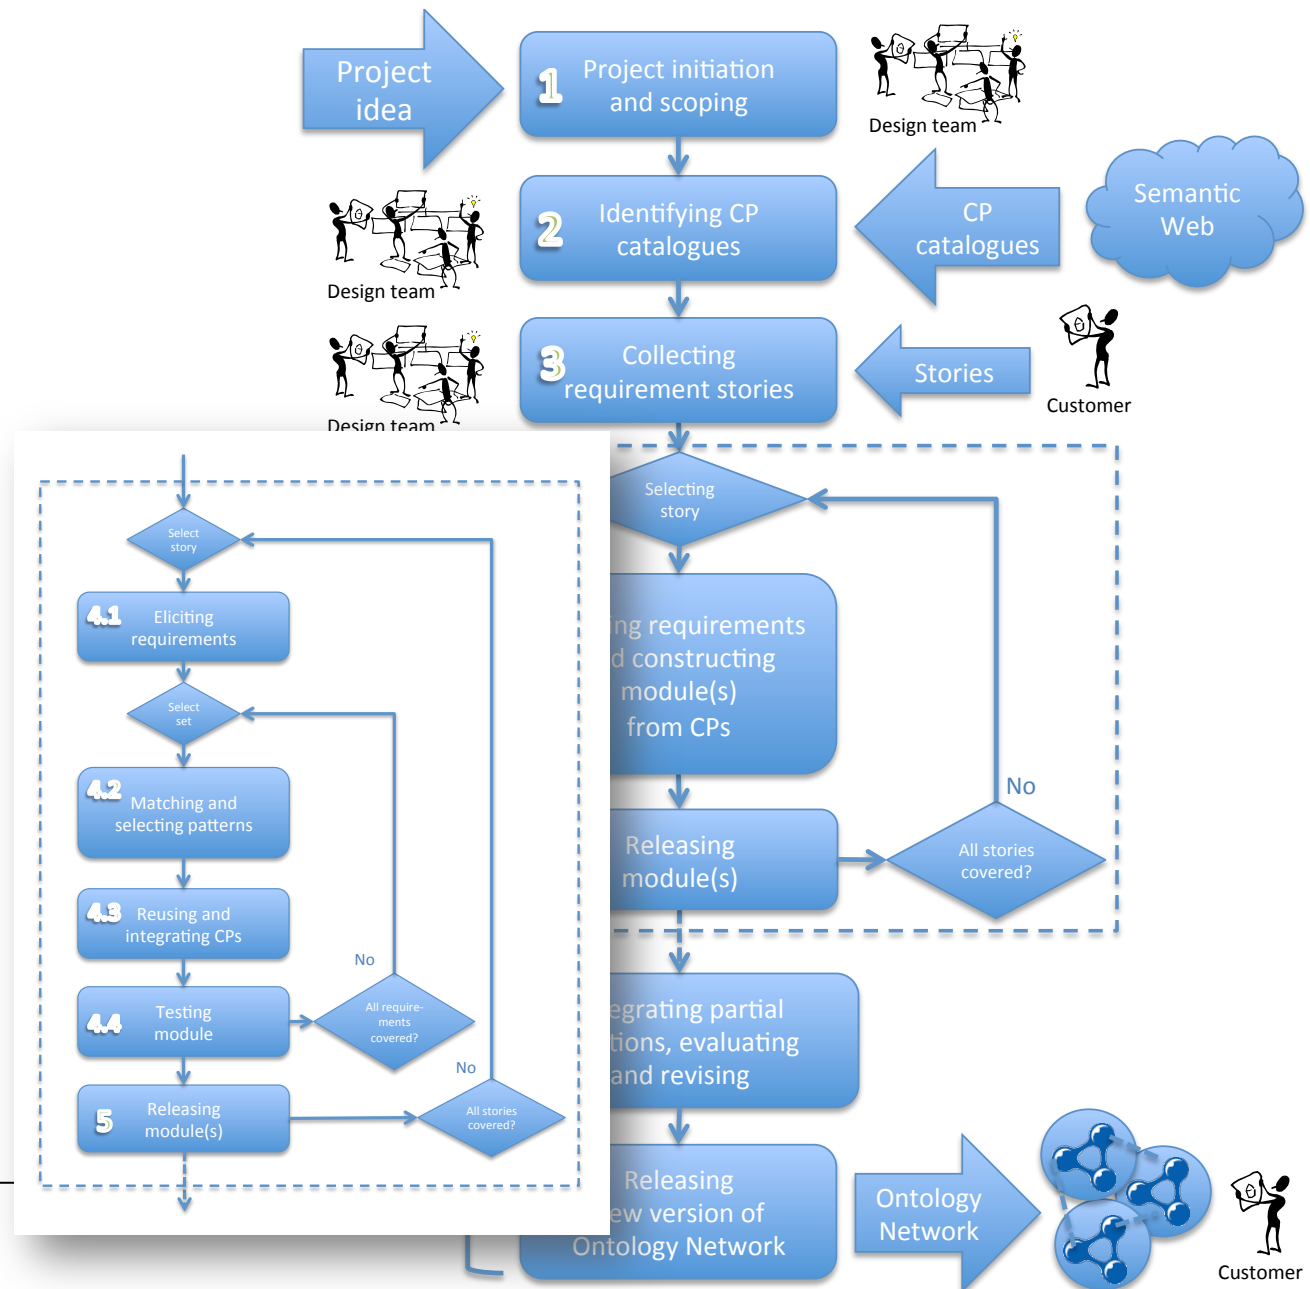 Project
idea
1
Project initiation
and scoping
Design team
2
Identifying CP
catalogues
CP
catalogues
Semantic
Web
Design team
3
Collecting
requirement stories
Stories
Customer
Design team
Selecting
story
requirements
constructing
module(s)
from CPs
Releasing
module(s)
All stories
covered?
No
partial
evaluating
and revising
Releasing
version of
Ontology Network
Ontology
Network
Customer
Select
story
4.1
Eliciting
requirements
Select
set
4.2
Matching and
selecting patterns
4.3
Reusing and
integrating CPs
No
4.4
Testing
module
All require-
ments
covered?
No
5
Releasing
module(s)
All stories
covered?